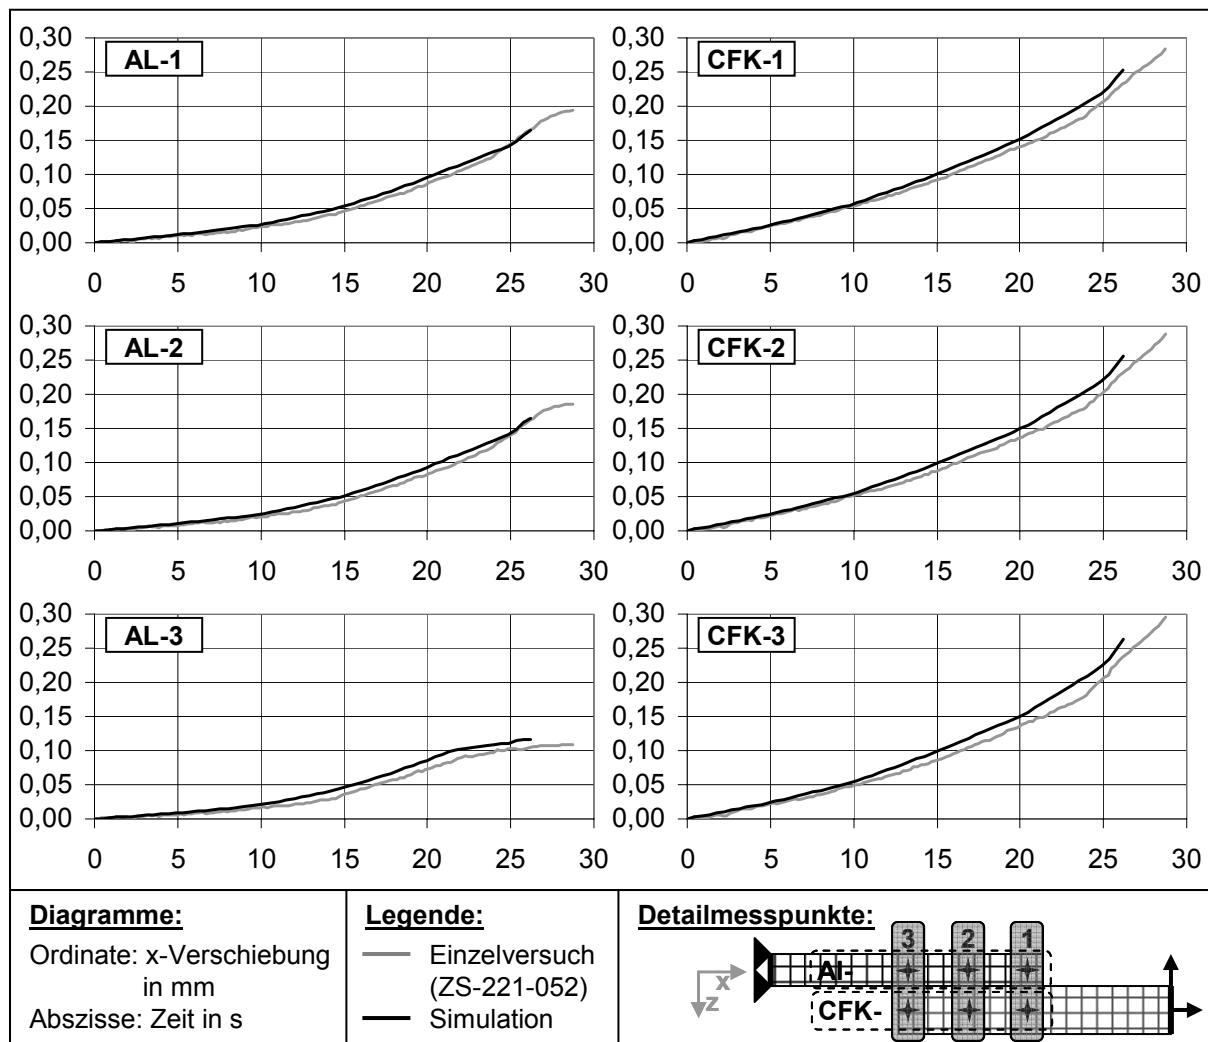 0,30
0,25
0,20
0,15
0,10
0,05
0,00
AL-1
0 5 10 15 20 25 30
0,30
0,25
0,20
0,15
0,10
0,05
0,00
CFK-1
0 5 10 15 20 25 30
0,30
0,25
0,20
0,15
0,10
0,05
0,00
AL-2
0 5 10 15 20 25 30
0,30
0,25
0,20
0,15
0,10
0,05
0,00
CFK-2
0 5 10 15 20 25 30
0,30
0,25
0,20
0,15
0,10
0,05
0,00
AL-3
0 5 10 15 20 25 30
0,30
0,25
0,20
0,15
0,10
0,05
0,00
CFK-3
0 5 10 15 20 25 30
Diagramme:
Ordinate: x-Verschiebung
in mm
Abszisse: Zeit in s
Legende:
Einzelversuch
(ZS-221-052)
Simulation
Detailmesspunkte:
3 2 1
Al-
x
z
CFK-